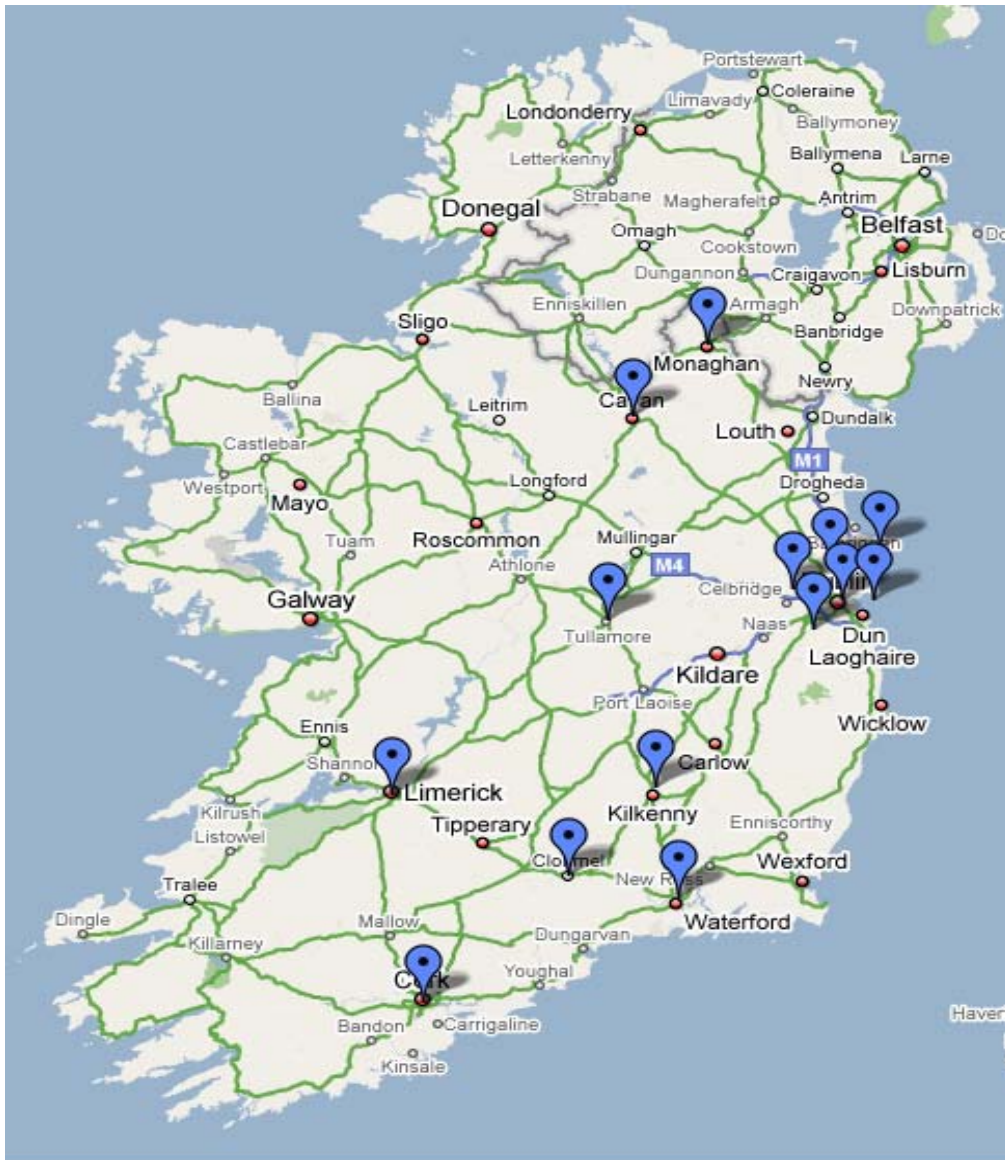 Portstewart
Coleraine
Limavady
Londonderry
Ballymoney
Letterkenny
Ballymena
Larne
Strabane
Magherafelt
Antrim
Donegal
Belfast
Omagh
Cookstown
Dungannon
Craigavon
Lisburn
Enniskillen
Armagh
Downpatrick
Sligo
Banbridge
Monaghan
Newry
Ballina
Leitrim
Dundalk
Louth
Castlebar
M1
Westport
Mayo
Longford
Drogheda
Roscommon
Tuam
Mullingar
Athlone
M4
Celbridge
Galway
Tullamore
Naas
Dun
Laoghaire
Kildare
Port Laoise
Wicklow
Ennis
Carlow
Limerick
Kilrush
Kilkenny
Listowel
Tipperary
Enniscorthy
Wexford
Tralee
Waterford
Dingle
Mallow
Dungarvan
Killarney
Youghal
Bandon
Carrigaline
Kinsale